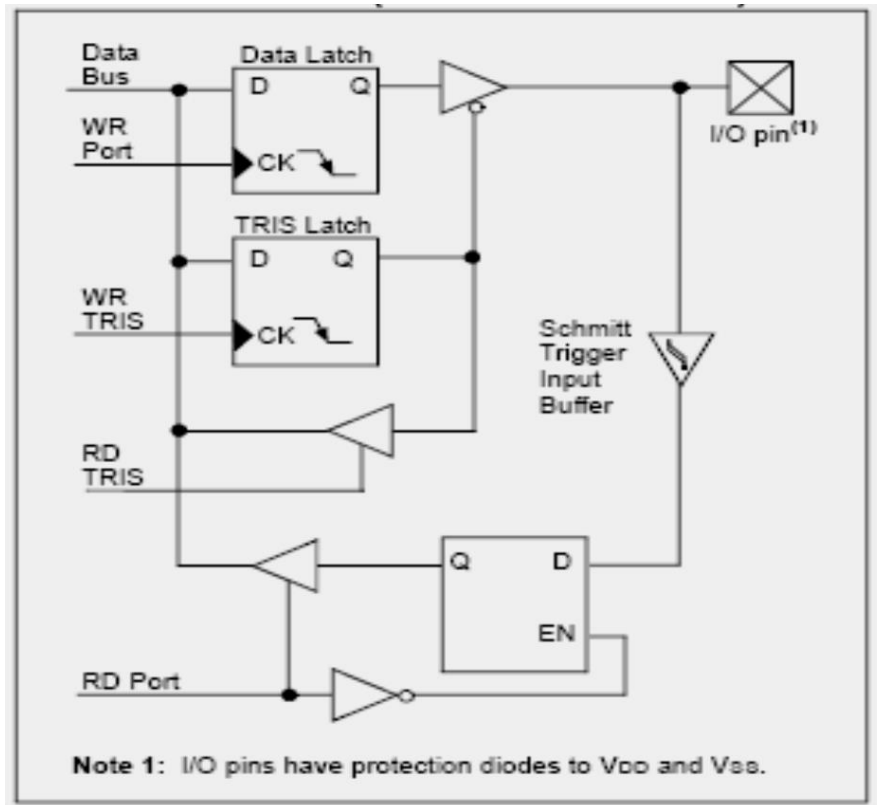 Data
Bus
Data Latch
D Q
WR
Port
CK
I/O pin(1)
TRIS Latch
D Q
WR
TRIS
CK
Schmitt
Trigger
Input
Buffer
RD
TRIS
Q D
EN
RD Port
Note 1: I/O pins have protection diodes to VDD and VSS.